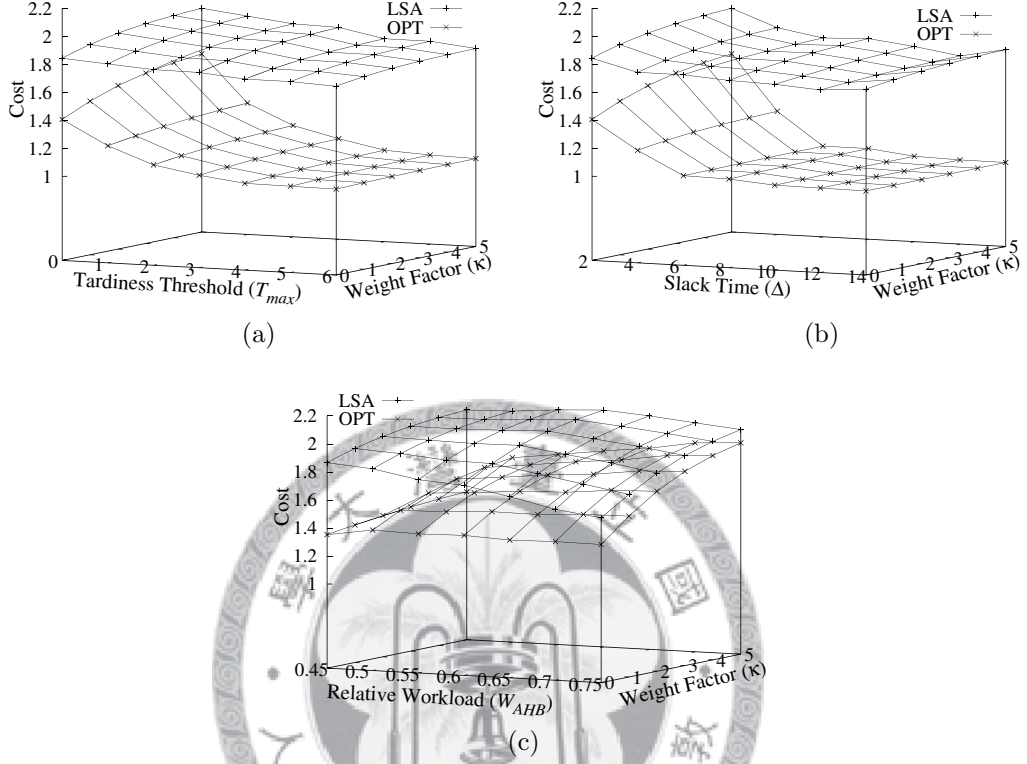 LSA
OPT
2.2
2
1.8
1.6
1.4
1.2
1
Cost
0 1 2 3 4 5 6
Tardiness Threshold (Tmax)
0 1 2 3 4 5
Weight Factor (κ)
(a)
LSA
OPT
2.2
2
1.8
1.6
1.4
1.2
1
Cost
2 4 6 8 10 12 14
Slack Time (Δ)
0 1 2 3 4 5
Weight Factor (κ)
(b)
LSA
OPT
2.2
2
1.8
1.6
1.4
1.2
1
Cost
0.45 0.5 0.55 0.6 0.65 0.7 0.75
Relative Workload (WAHB)
0 1 2 3 4 5
Weight Factor (κ)
(c)